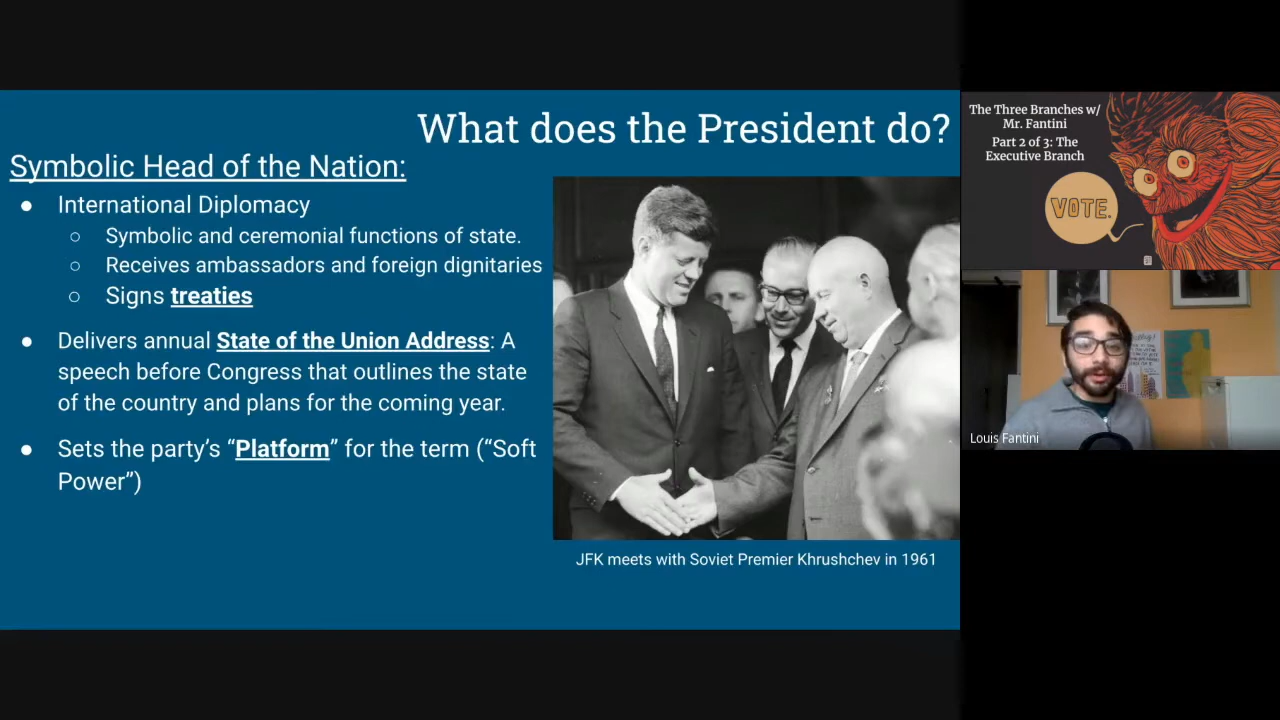 What does the President do?
Symbolic Head of the Nation:
● International Diplomacy
○ Symbolic and ceremonial functions of state.
○ Receives ambassadors and foreign dignitaries
○ Signs treaties
● Delivers annual State of the Union Address: A
speech before Congress that outlines the state
of the country and plans for the coming year.
● Sets the party’s “Platform” for the term (“Soft
Power”)
JFK meets with Soviet Premier Khrushchev in 1961
The Three Branches w/
Mr. Fantini
Part 2 of 3: The
Executive Branch
VOTE.
Louis Fantini